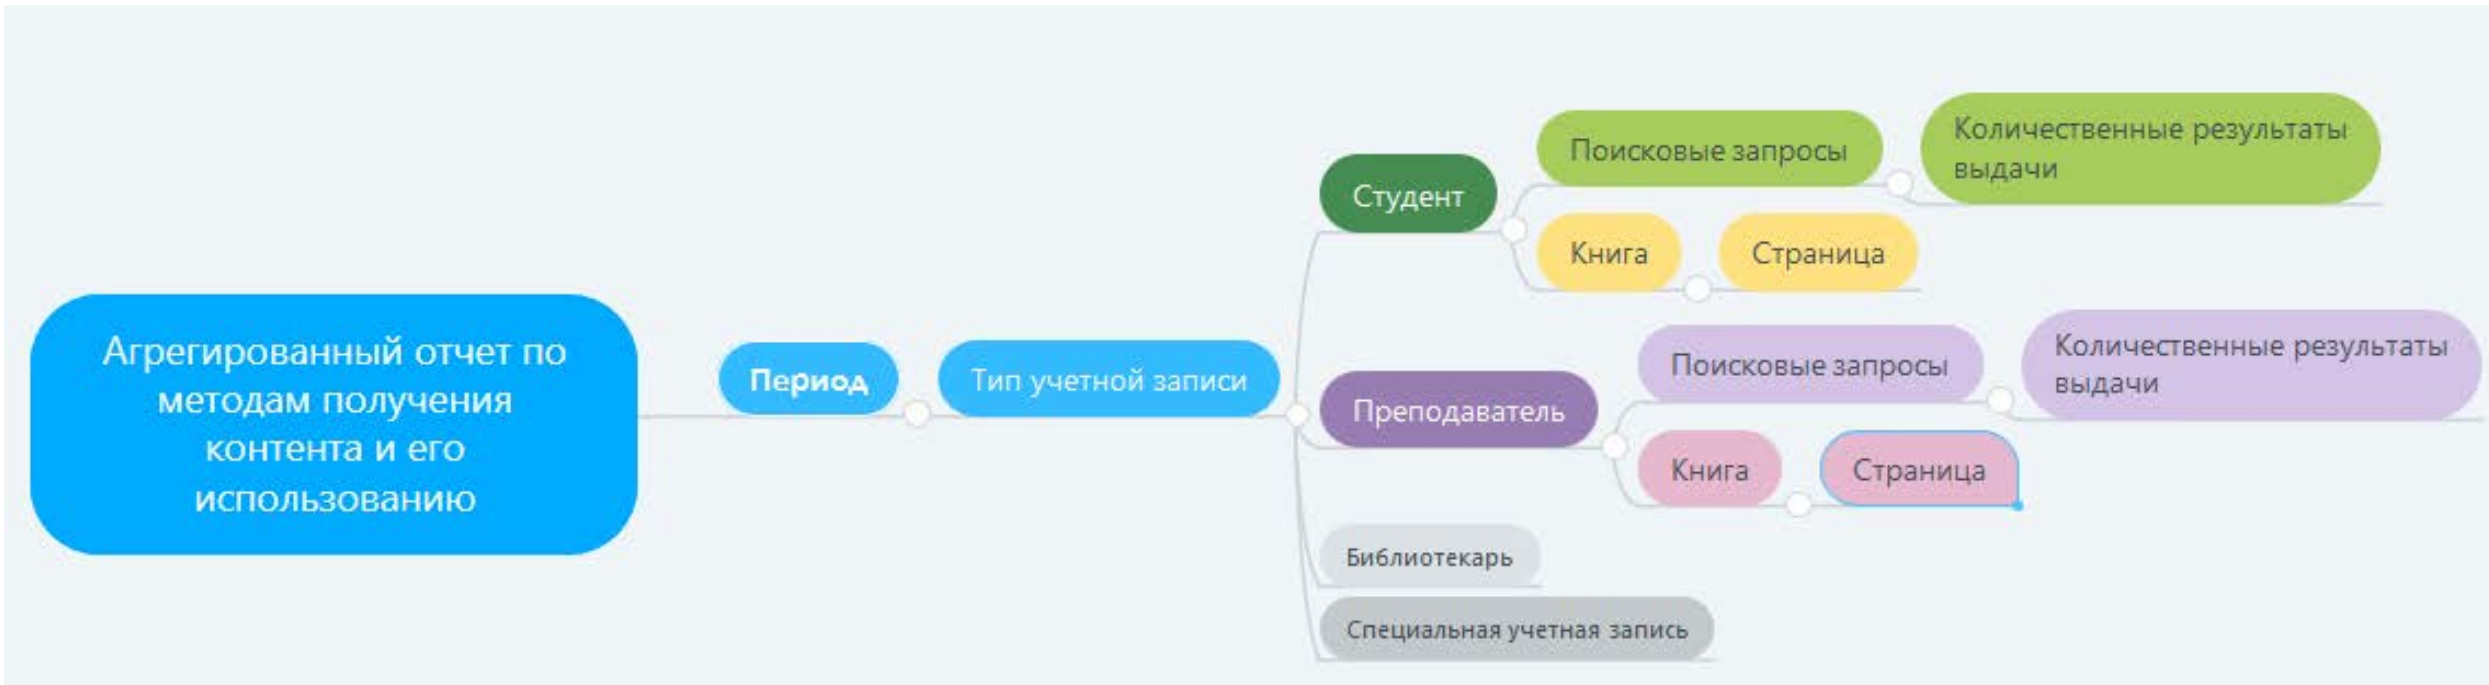 Агрегированный отчет по
методам получения
контента и его
использованию
Период
Тип учетной записи
Студент
Поисковые запросы
Количественные результаты
выдачи
Книга
Страница
Преподаватель
Поисковые запросы
Количественные результаты
выдачи
Книга
Страница
Библиотекарь
Специальная учетная запись